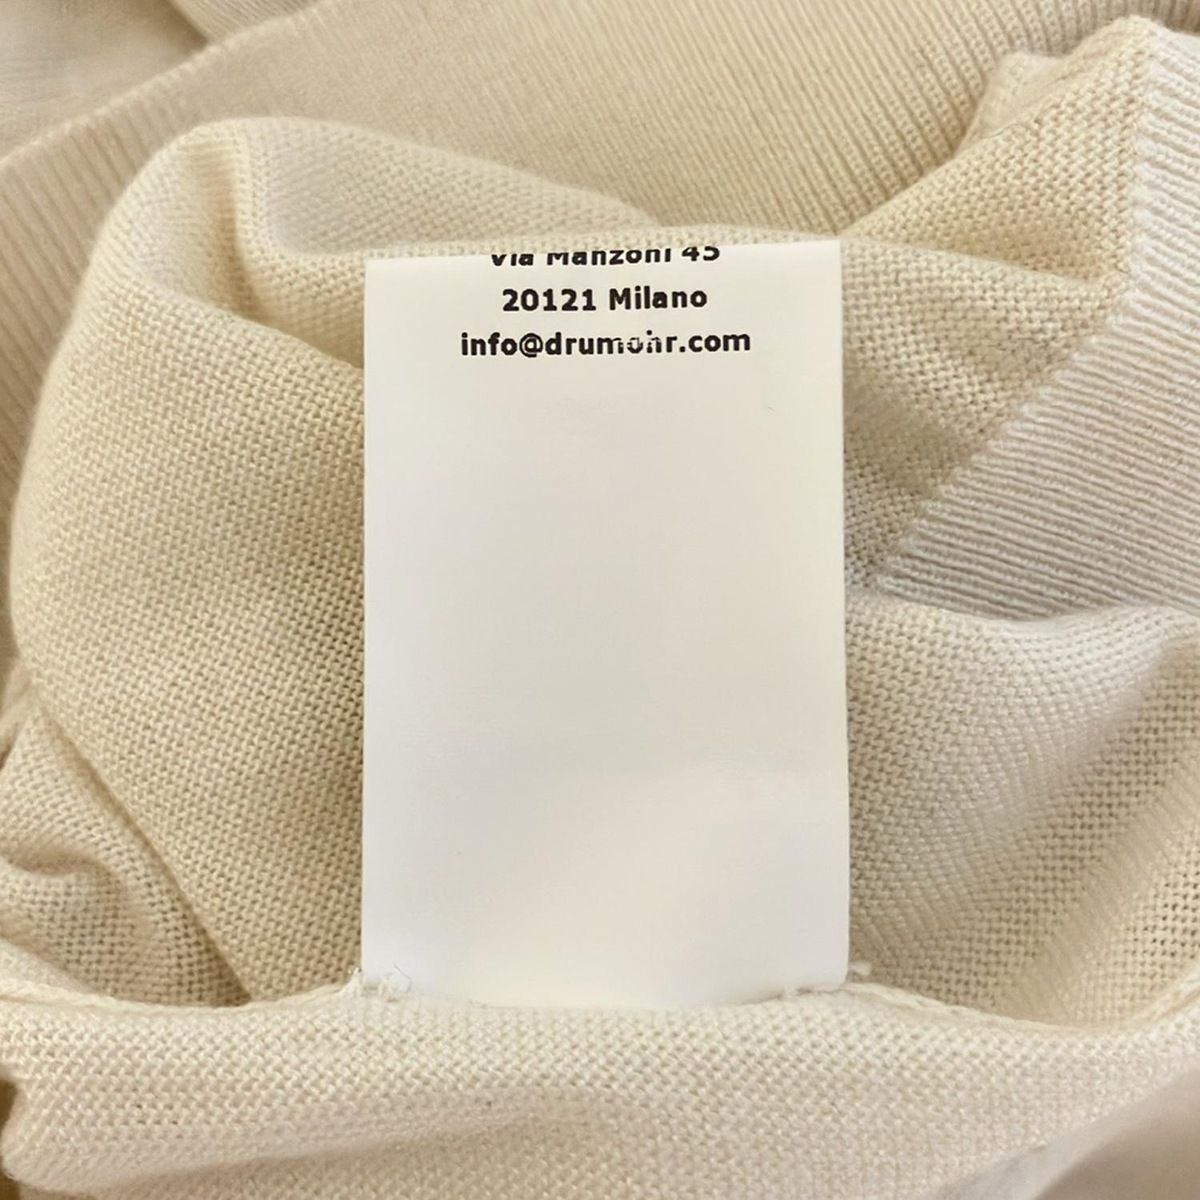 Via Manzoni 45
20121 Milano
info@drumohr.com